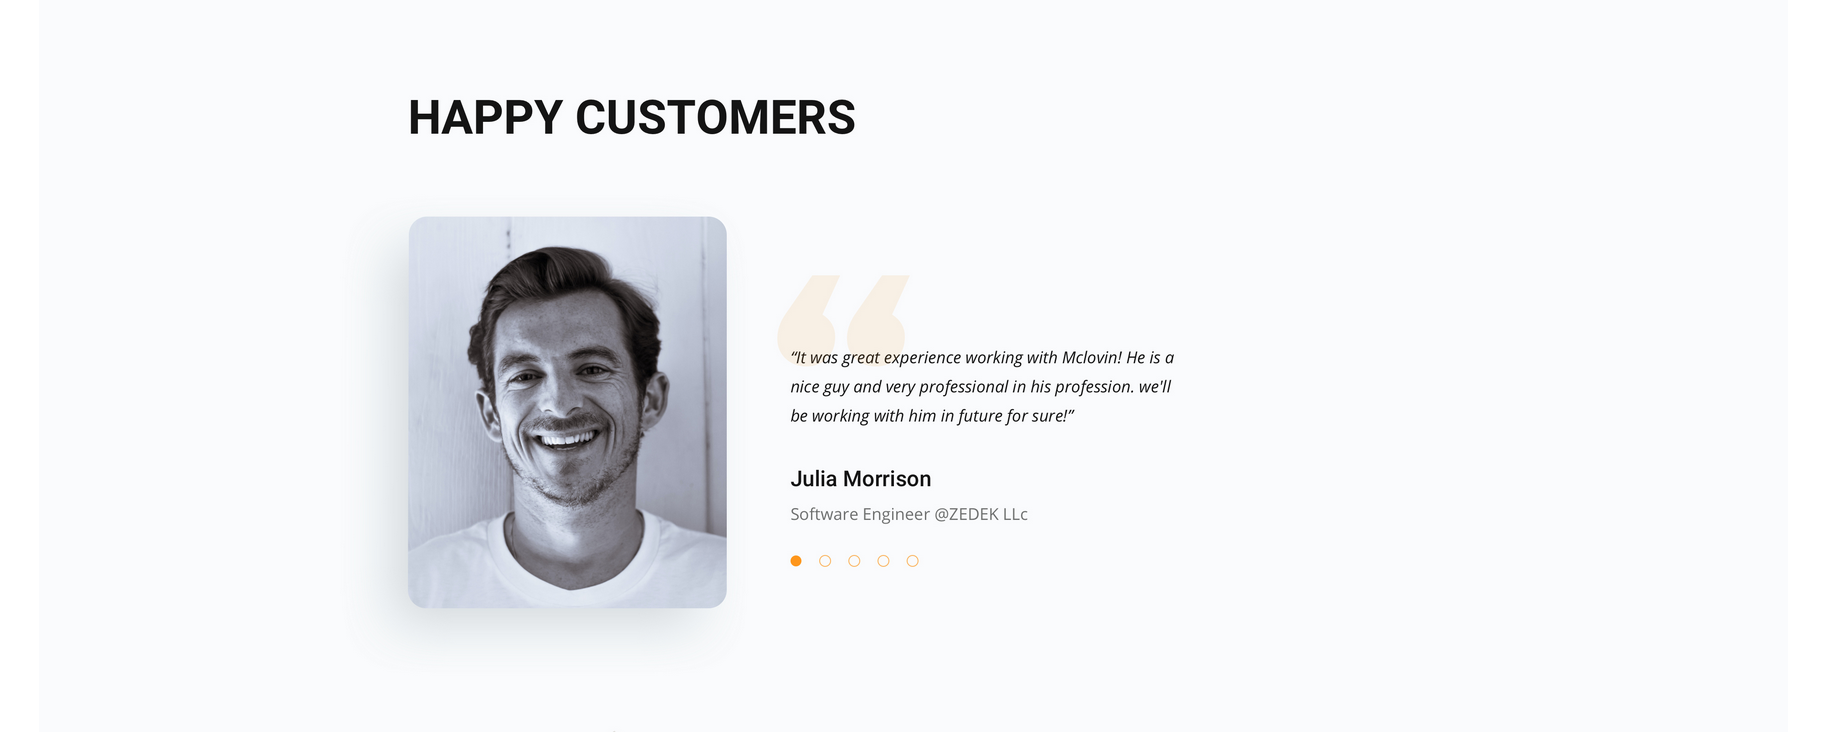 HAPPY CUSTOMERS
“It was great experience working with Mclovin! He is a
nice guy and very professional in his profession. we'll
be working with him in future for sure!”
Julia Morrison
Software Engineer @ZEDEK LLc